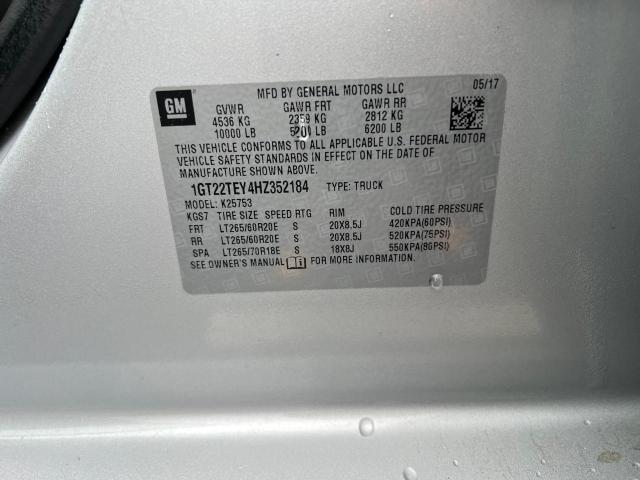 MFD BY GENERAL MOTORS LLC 05/17
GM
GVWR GAWR FRT GAWR RR
4536 KG 2359 KG 2812 KG
10000 LB 5201 LB 6200 LB
THIS VEHICLE CONFORMS TO ALL APPLICABLE U.S. FEDERAL MOTOR
VEHICLE SAFETY STANDARDS IN EFFECT ON THE DATE OF
MANUFACTURE SHOWN ABOVE.
1GT22TEY4HZ352184 TYPE: TRUCK
MODEL: K25753
KGS7 TIRE SIZE SPEED RTG RIM COLD TIRE PRESSURE
FRT LT265/60R20E S 20X8.5J 420KPA(60PSI)
RR LT265/60R20E S 20X8.5J 520KPA(75PSI)
SPA LT265/70R18E S 18X8J 550KPA(80PSI)
SEE OWNER'S MANUAL FOR MORE INFORMATION.